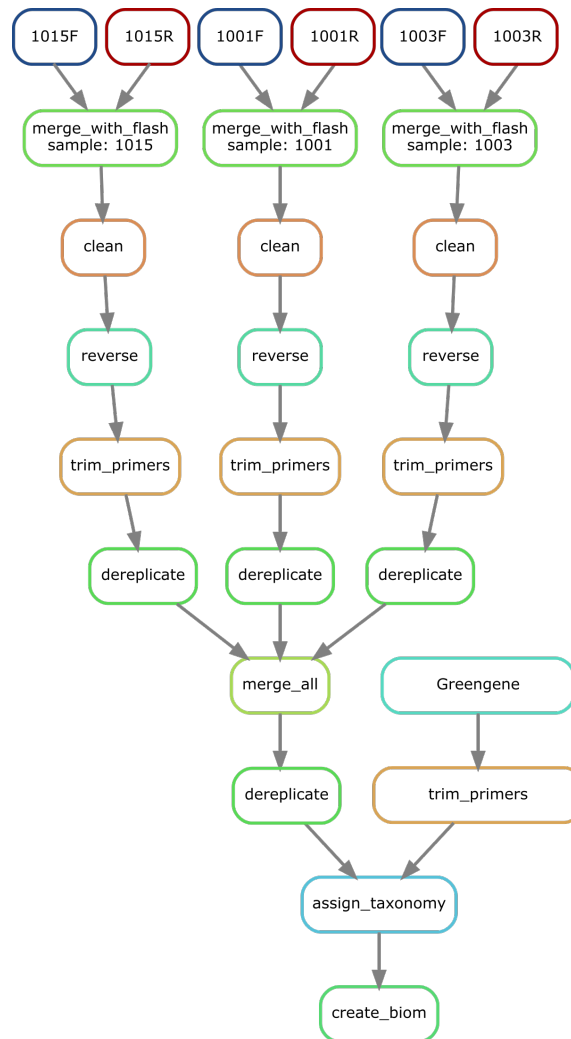 1015F
1015R
1001F
1001R
1003F
1003R
merge_with_flash
sample: 1015
merge_with_flash
sample: 1001
merge_with_flash
sample: 1003
clean
clean
clean
reverse
reverse
reverse
trim_primers
trim_primers
trim_primers
dereplicate
dereplicate
dereplicate
merge_all
Greengene
dereplicate
trim_primers
assign_taxonomy
create_biom